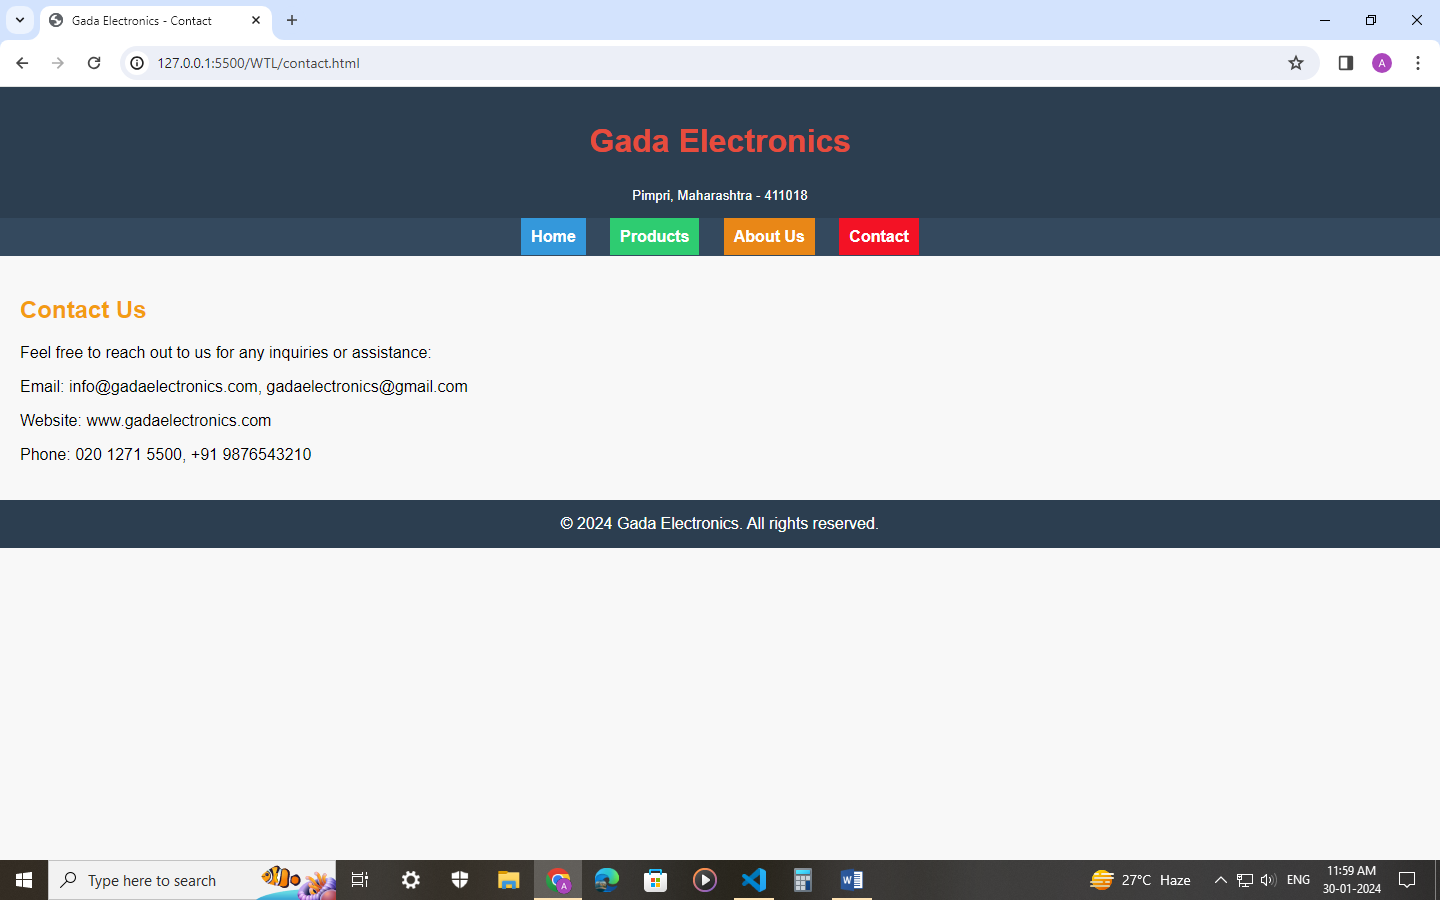 Gada Electronics - Contact
127.0.0.1:5500/WTL/contact.html
A
Gada Electronics
Pimpri, Maharashtra - 411018
Home Products About Us Contact
Contact Us
Feel free to reach out to us for any inquiries or assistance:
Email: info@gadaelectronics.com, gadaelectronics@gmail.com
Website: www.gadaelectronics.com
Phone: 020 1271 5500, +91 9876543210
© 2024 Gada Electronics. All rights reserved.
Type here to search
A
W
27°C Haze
ENG
11:59 AM
30-01-2024